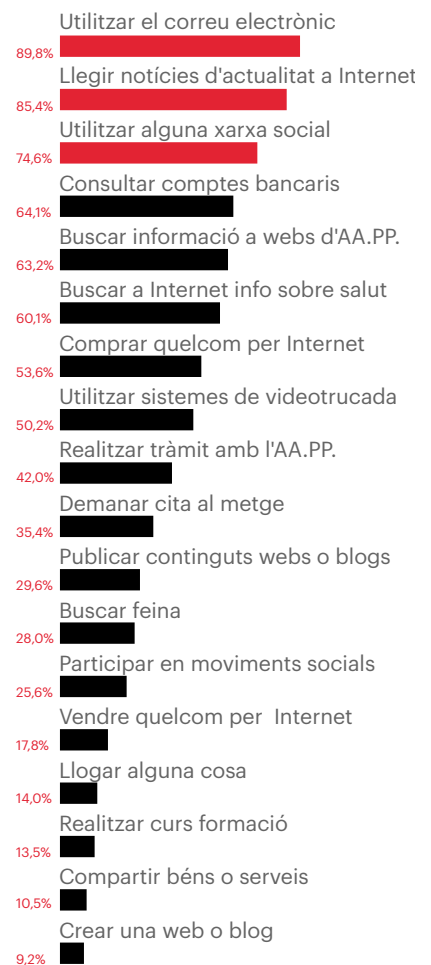 Utilitzar el correu electrònic
89,8%
Llegir notícies d'actualitat a Internet
85,4%
Utilitzar alguna xarxa social
74,6%
Consultar comptes bancaris
64,1%
Buscar informació a webs d'AA.PP.
63,2%
Buscar a Internet info sobre salut
60,1%
Comprar quelcom per Internet
53,6%
Utilitzar sistemes de videotrucada
50,2%
Realitzar tràmit amb l'AA.PP.
42,0%
Demanar cita al metge
35,4%
Publicar continguts webs o blogs
29,6%
Buscar feina
28,0%
Participar en moviments socials
25,6%
Vendre quelcom per Internet
17,8%
Llogar alguna cosa
14,0%
Realitzar curs formació
13,5%
Compartir béns o serveis
10,5%
Crear una web o blog
9,2%